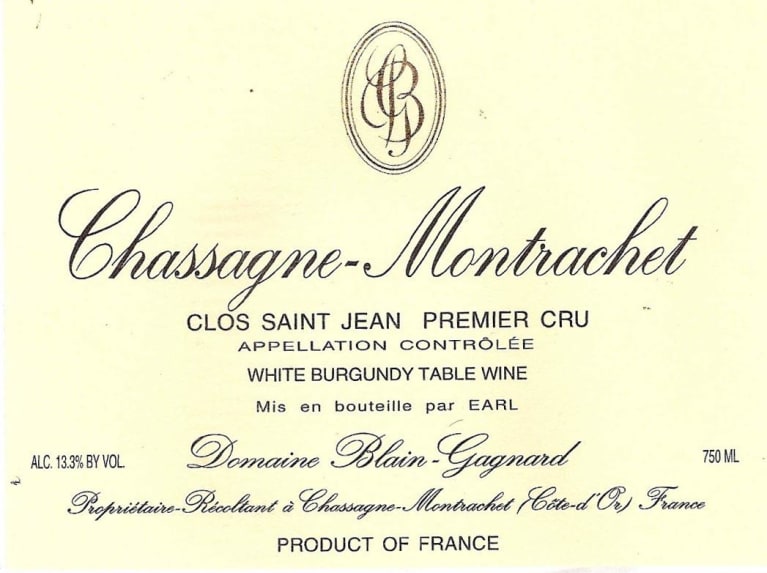 Chassagne-Montrachet
CLOS SAINT JEAN PREMIER CRU
APPELLATION CONTRÔLÉE
WHITE BURGUNDY TABLE WINE
Mis en bouteille par EARL
ALC. 13.3% BY VOL. Domaine Blain-Gagnard 750 ML
Propriétaire-Récoltant à Chassagne-Montrachet (Côte-d'Or) France
PRODUCT OF FRANCE